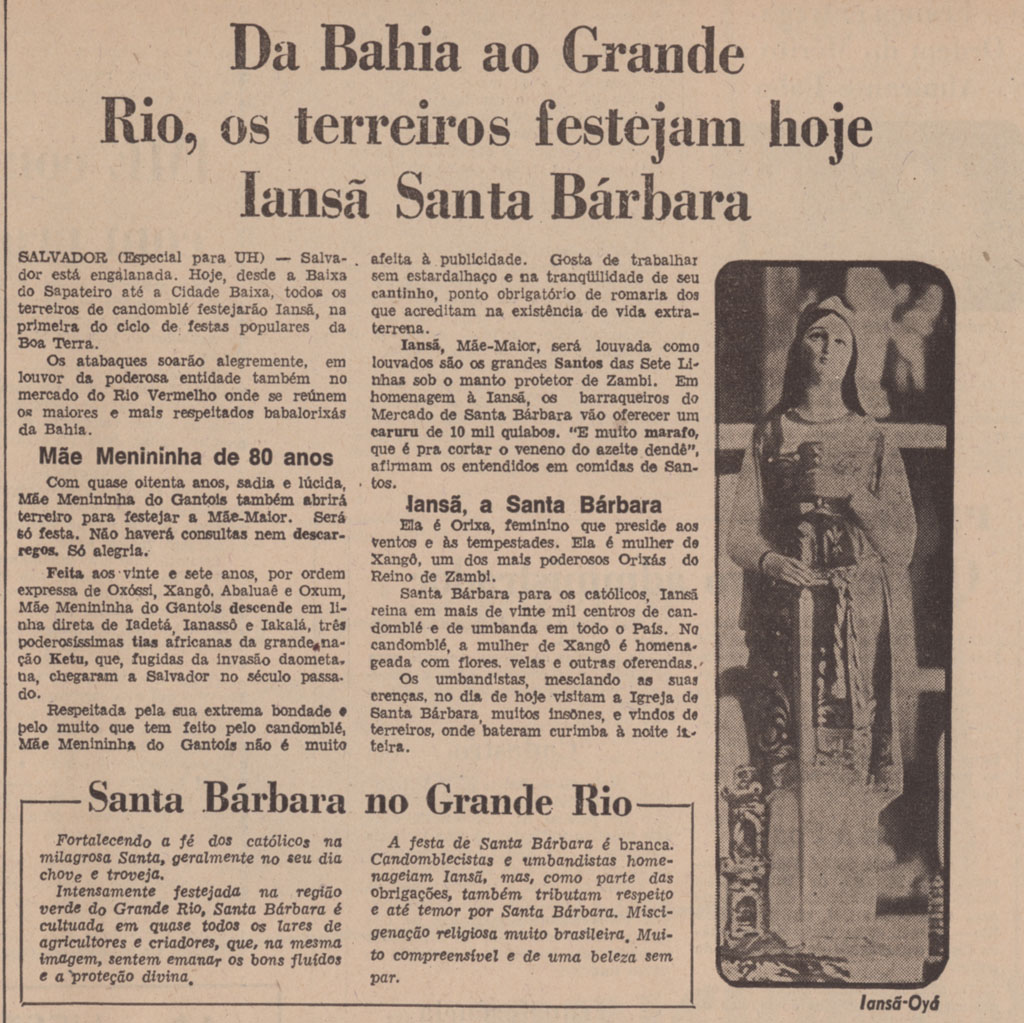 Da Bahia ao Grande
Rio, os terreiros festejam hoje
Iansã Santa Bárbara
SALVADOR (Especial para UH) — Salva-
dor está engalanada. Hoje, desde a Baixa
do Sapateiro até a Cidade Baixa, todos os
terreiros de candomblé festejarão Iansã, na
primeira do ciclo de festas populares da
Boa Terra.
Os atabaques soarão alegremente, em
louvor da poderosa entidade também no
mercado do Rio Vermelho onde se reúnem
os maiores e mais respeitados babalorixás
da Bahia.
Mãe Menininha de 80 anos
Com quase oitenta anos, sadia e lúcida,
Mãe Menininha do Gantois também abrirá
terreiro para festejar a Mãe-Maior. Será
só festa. Não haverá consultas nem descar-
regos. Só alegria.
Feita aos vinte e sete anos, por ordem
expressa de Oxóssi, Xangô, Abaluaê e Oxum,
Mãe Menininha do Gantois descende em li-
nha direta de Iadetá, Ianassô e Iakalá, três
poderosíssimas tias africanas da grande na-
ção Ketu, que, fugidas da invasão daometa-
na, chegaram a Salvador no século passa-
do.
Respeitada pela sua extrema bondade e
pelo muito que tem feito pelo candomblé,
Mãe Menininha do Gantois não é muito
afeita à publicidade. Gosta de trabalhar
sem estardalhaço e na tranqüilidade de seu
cantinho, ponto obrigatório de romaria dos
que acreditam na existência de vida extra-
terrena.
Iansã, Mãe-Maior, será louvada como
louvados são os grandes Santos das Sete Li-
nhas sob o manto protetor de Zambi. Em
homenagem à Iansã, os barraqueiros do
Mercado de Santa Bárbara vão oferecer um
caruru de 10 mil quiabos. "E muito marafo,
que é pra cortar o veneno do azeite dendê",
afirmam os entendidos em comidas de San-
tos.
Iansã, a Santa Bárbara
Ela é Orixa, feminino que preside aos
ventos e às tempestades. Ela é mulher de
Xangô, um dos mais poderosos Orixás do
Reino de Zambi.
Santa Bárbara para os católicos, Iansã
reina em mais de vinte mil centros de can-
domblé e de umbanda em todo o País. No
candomblé, a mulher de Xangô é homena-
geada com flores, velas e outras oferendas.
Os umbandistas, mesclando as suas
crenças, no dia de hoje visitam a Igreja de
Santa Bárbara, muitos insônes, e vindos de
terreiros, onde bateram curimba à noite in-
teira.
Santa Bárbara no Grande Rio
Fortalecendo a fé dos católicos na
milagrosa Santa, geralmente no seu dia
chove e troveja.
Intensamente festejada na região
verde do Grande Rio, Santa Bárbara é
cultuada em quase todos os lares de
agricultores e criadores, que, na mesma
imagem, sentem emanar os bons fluídos
e a proteção divina.
A festa de Santa Bárbara é branca.
Candomblecistas e umbandistas home-
nageiam Iansã, mas, como parte das
obrigações, também tributam respeito
e até temor por Santa Bárbara. Misci-
genação religiosa muito brasileira. Mui-
to compreensível e de uma beleza sem
par.
Iansã-Oyá